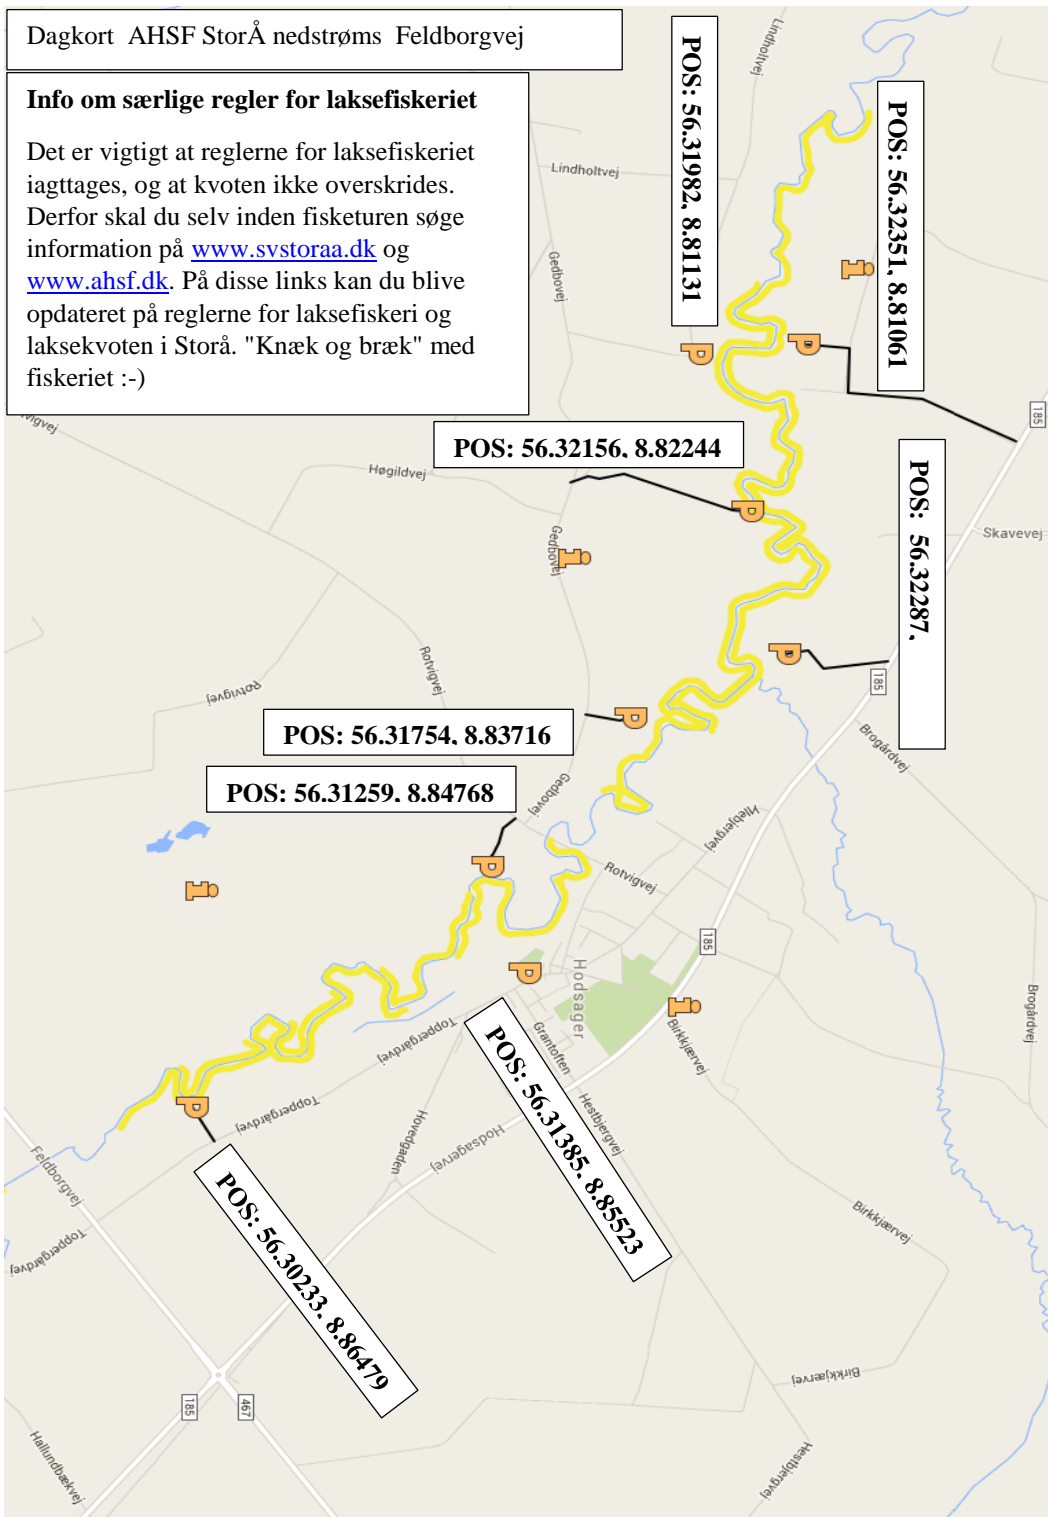 Dagkort AHSF StorÅ nedstrøms Feldborgvej
Info om særlige regler for laksefiskeriet
Det er vigtigt at reglerne for laksefiskeriet
iagttages, og at kvoten ikke overskrides.
Derfor skal du selv inden fisketuren søge
information på www.svstoraa.dk og
www.ahsf.dk. På disse links kan du blive
opdateret på reglerne for laksefiskeri og
laksekvoten i Storå. "Knæk og bræk" med
fiskeriet :-)
POS: 56.31982, 8.81131
POS: 56.32351, 8.81061
Lindholtvej
Lindholtvej
Gedbovej
P
P
185
vigvej
POS: 56.32156, 8.82244
Høgildvej
P
POS: 56.32287,
Skavevej
Gedbovej
i
i
Rotvigvej
P
185
Rotvigvej
POS: 56.31754, 8.83716
P
Brogårdvej
POS: 56.31259, 8.84768
Gedbovej
Hlebjergvej
P
Rotvigvej
i
185
Hodsager
P
Brogårdvej
i
Birkkjærvej
Toppergårdvej
Grantoften
POS: 56.31385, 8.85523
Hestbjergvej
P
Toppergårdvej
Hovedgaden
Hodsagervej
Feldborgvej
POS: 56.30233, 8.86479
Birkkjærvej
Toppergårdvej
Birkkjærvej
185
467
Hallundbækvej
Hestbjergvej